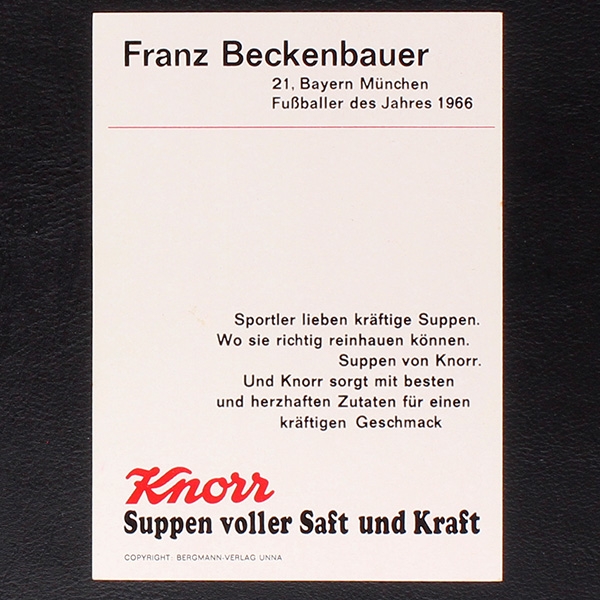 Franz Beckenbauer
21, Bayern München
Fußballer des Jahres 1966
Sportler lieben kräftige Suppen.
Wo sie richtig reinhauen können.
Suppen von Knorr.
Und Knorr sorgt mit besten
und herzhaften Zutaten für einen
kräftigen Geschmack
Knorr
Suppen voller Saft und Kraft
COPYRIGHT: BERGMANN-VERLAG UNNA